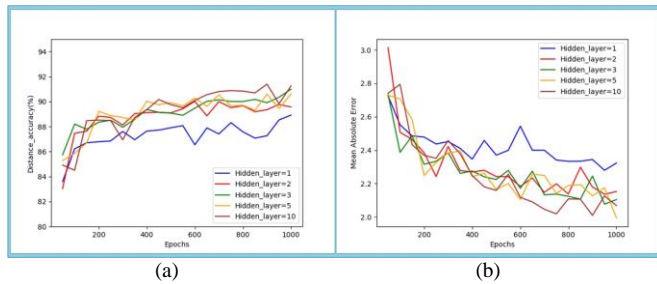 94
92
90
88
86
84
82
80
Distance_accuracy(%)
Hidden_layer=1
Hidden_layer=2
Hidden_layer=3
Hidden_layer=5
Hidden_layer=10
200 400 600 800 1000
Epochs
(a)
3.0
2.8
2.6
2.4
2.2
2.0
Mean Absolute Error
Hidden_layer=1
Hidden_layer=2
Hidden_layer=3
Hidden_layer=5
Hidden_layer=10
200 400 600 800 1000
Epochs
(b)